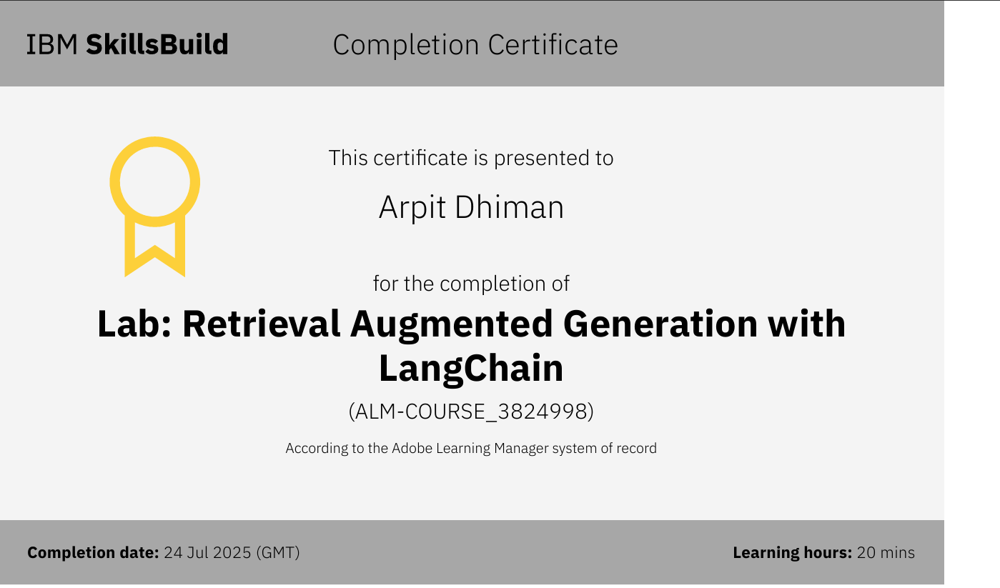 IBM SkillsBuild
Completion Certificate
This certificate is presented to
Arpit Dhiman
for the completion of
Lab: Retrieval Augmented Generation with
LangChain
(ALM-COURSE_3824998)
According to the Adobe Learning Manager system of record
Completion date: 24 Jul 2025 (GMT)
Learning hours: 20 mins